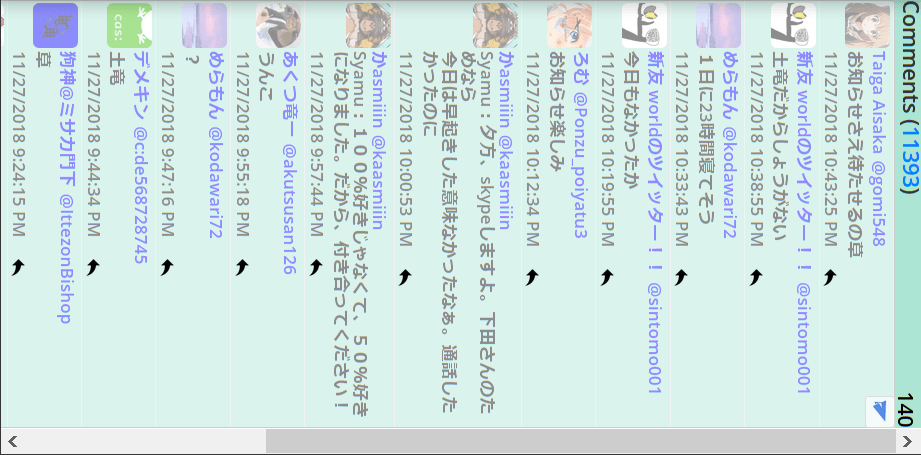 Comments (11393) 140
Taiga Aisaka @gomi548
お知らせさえ待たせるの草
11/27/2018 10:43:25 PM
新友 worldのツイッター！！ @sintomo001
土竜だからしょうがない
11/27/2018 10:38:55 PM
めらもん @kodawari72
1日に23時間寝てそう
11/27/2018 10:33:43 PM
新友 worldのツイッター！！ @sintomo001
今日もなかったか
11/27/2018 10:19:55 PM
ろむ @Ponzu_poiyatu3
お知らせ楽しみ
11/27/2018 10:12:34 PM
かasmiiin @kaasmiiin
Syamu：夕方、skypeしますよ。下田さんのた
めなら
今日は早起きした意味なかったなぁ。通話した
かったのに
11/27/2018 10:00:53 PM
かasmiiin @kaasmiiin
Syamu：１００％好きじゃなくて、５０％好き
になりました。だから、付き合ってください！
11/27/2018 9:57:44 PM
あくつ竜一 @akutsusan126
うんこ
11/27/2018 9:55:18 PM
めらもん @kodawari72
?
11/27/2018 9:47:16 PM
cas:
デメキン @c:de568728745
土竜
11/27/2018 9:44:34 PM
狗神@ミサカ門下 @IttezonBishop
草
11/27/2018 9:24:15 PM